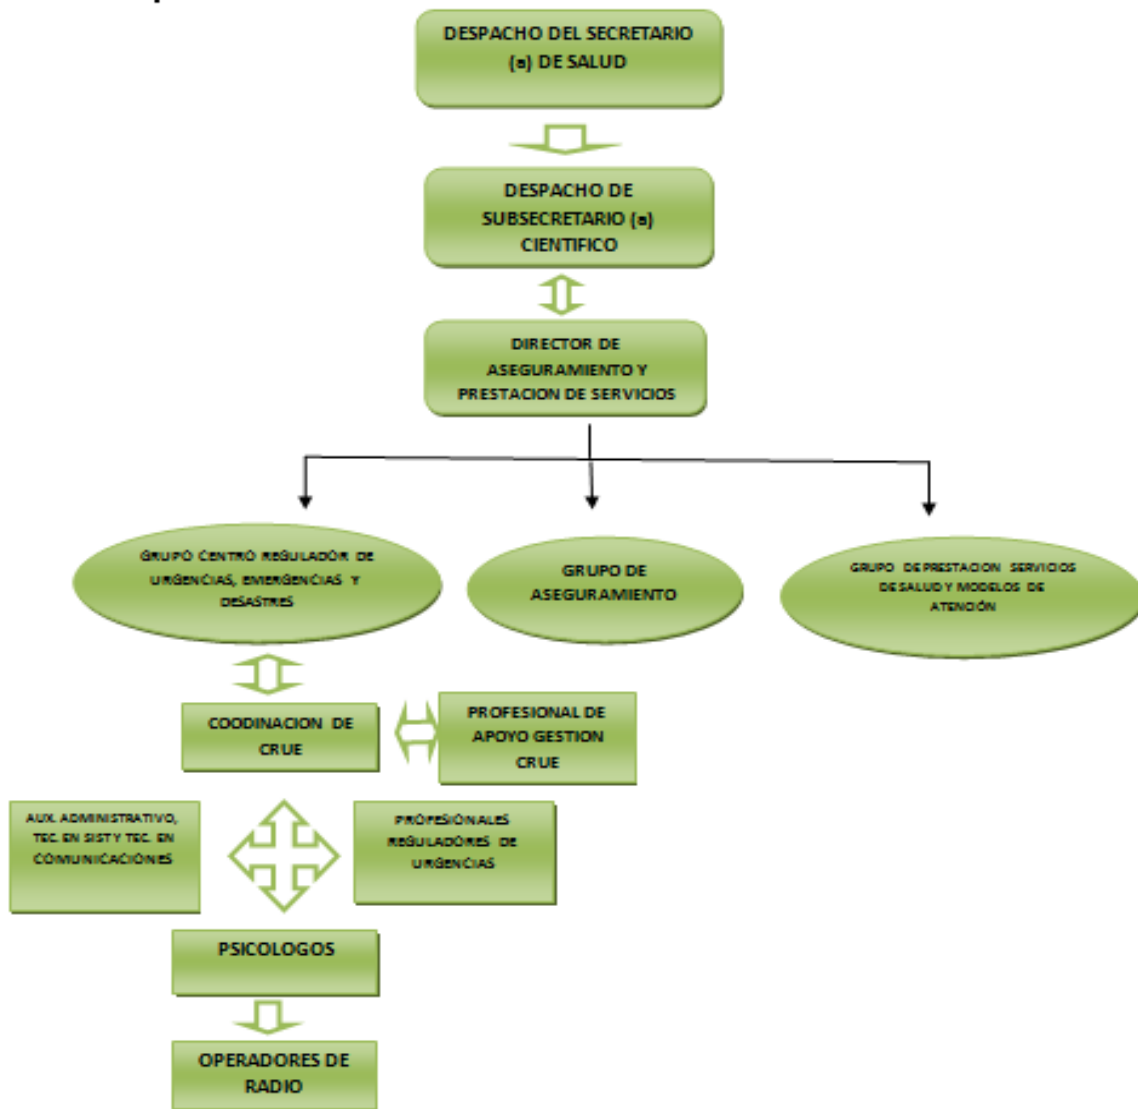 DESPACHO DEL SECRETARIO
(a) DE SALUD
DESPACHO DE
SUBSECRETARIO (a)
CIENTIFICO
DIRECTOR DE
ASEGURAMIENTO Y
PRESTACION DE SERVICIOS
GRUPO CENTRO REGULADOR DE
URGENCIAS, EMERGENCIAS Y
DESASTRES
GRUPO DE
ASEGURAMIENTO
GRUPO DE PRESTACION SERVICIOS
DE SALUD Y MODELOS DE
ATENCIÓN
COODINACION DE
CRUE
PROFESIONAL DE
APOYO GESTION
CRUE
AUX. ADMINISTRATIVO,
TEC. EN SIST Y TEC. EN
COMUNICACIONES
PROFESIONALES
REGULADORES DE
URGENCIAS
PSICOLOGOS
OPERADORES DE
RADIO